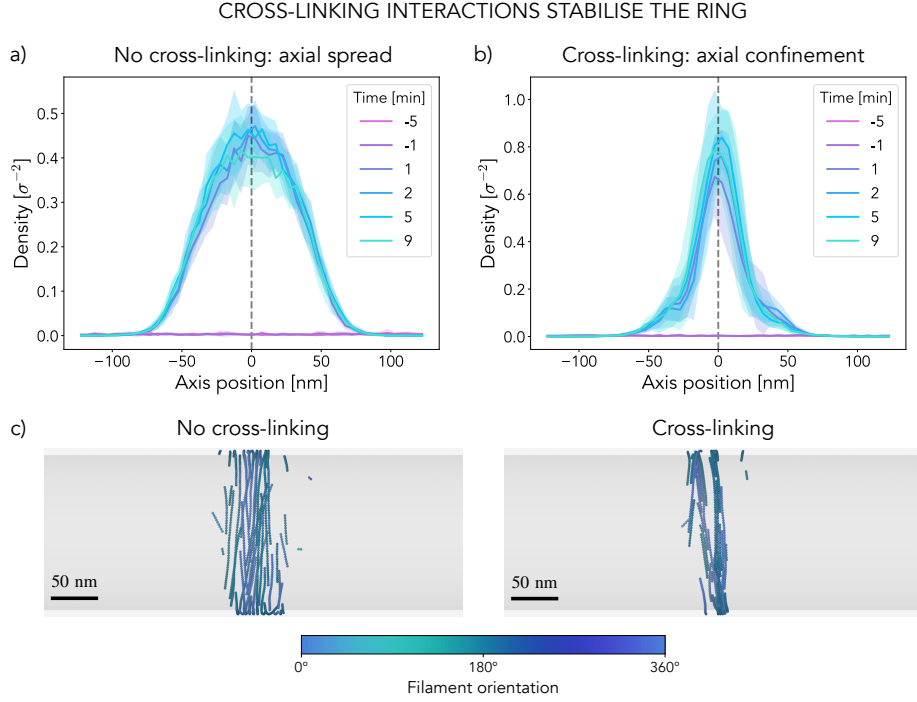 CROSS-LINKING INTERACTIONS STABILISE THE RING
a)
No cross-linking: axial spread
Density [σ⁻²]
0.5
0.4
0.3
0.2
0.1
0.0
Time [min]
-5
-1
1
2
5
9
−100
−50
0
50
100
Axis position [nm]
b)
Cross-linking: axial confinement
Density [σ⁻²]
1.0
0.8
0.6
0.4
0.2
0.0
Time [min]
-5
-1
1
2
5
9
−100
−50
0
50
100
Axis position [nm]
c)
No cross-linking
50 nm
Cross-linking
50 nm
0°
180°
360°
Filament orientation